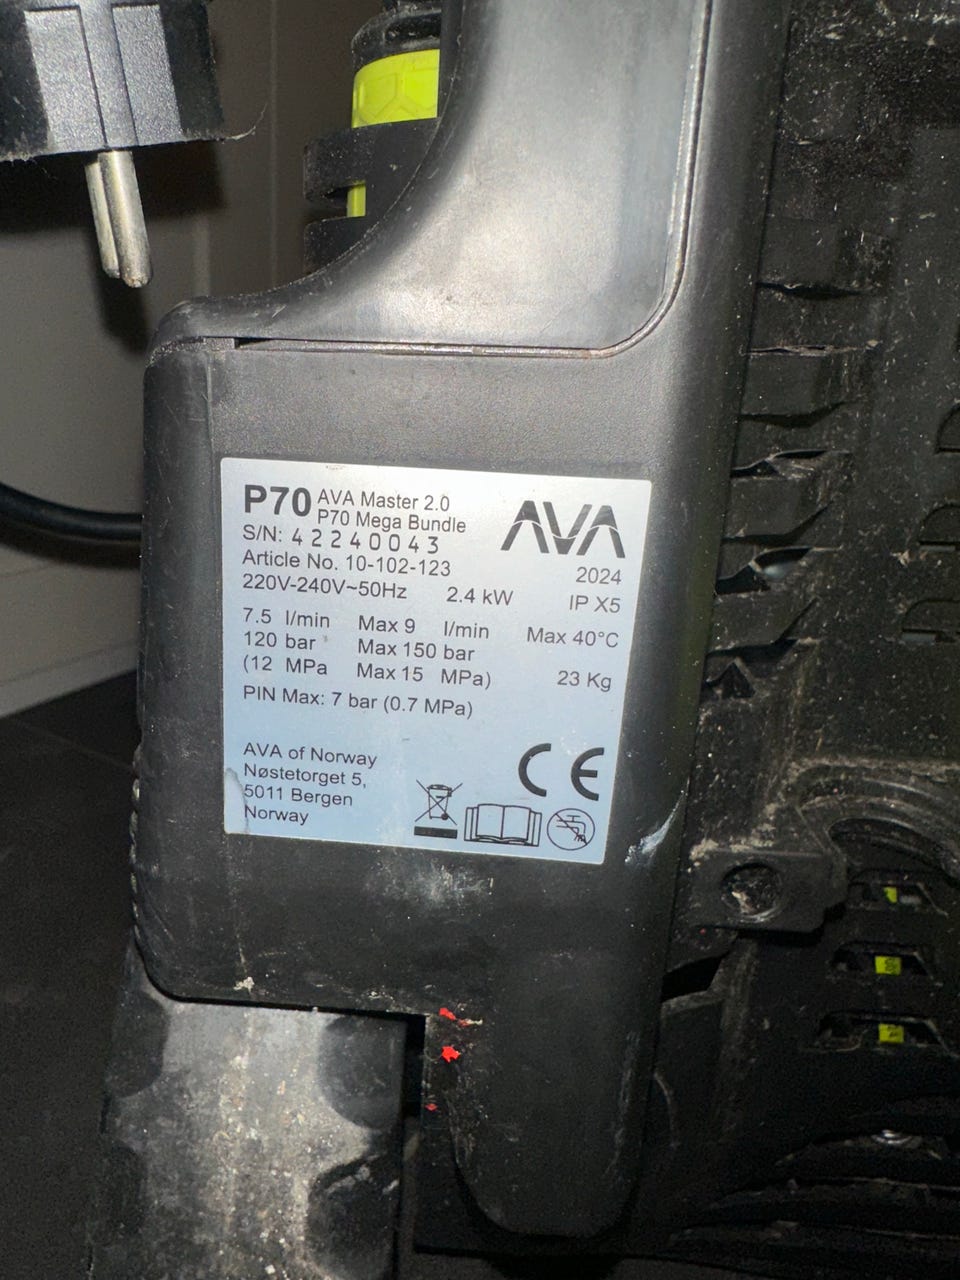 P70 AVA Master 2.0
P70 Mega Bundle
AVA
S/N: 42240043
Article No. 10-102-123
2024
220V-240V~50Hz 2.4 kW IP X5
7.5 l/min Max 9 l/min Max 40°C
120 bar Max 150 bar
(12 MPa Max 15 MPa) 23 Kg
PIN Max: 7 bar (0.7 MPa)
AVA of Norway
Nøstetorget 5,
5011 Bergen
Norway
CE